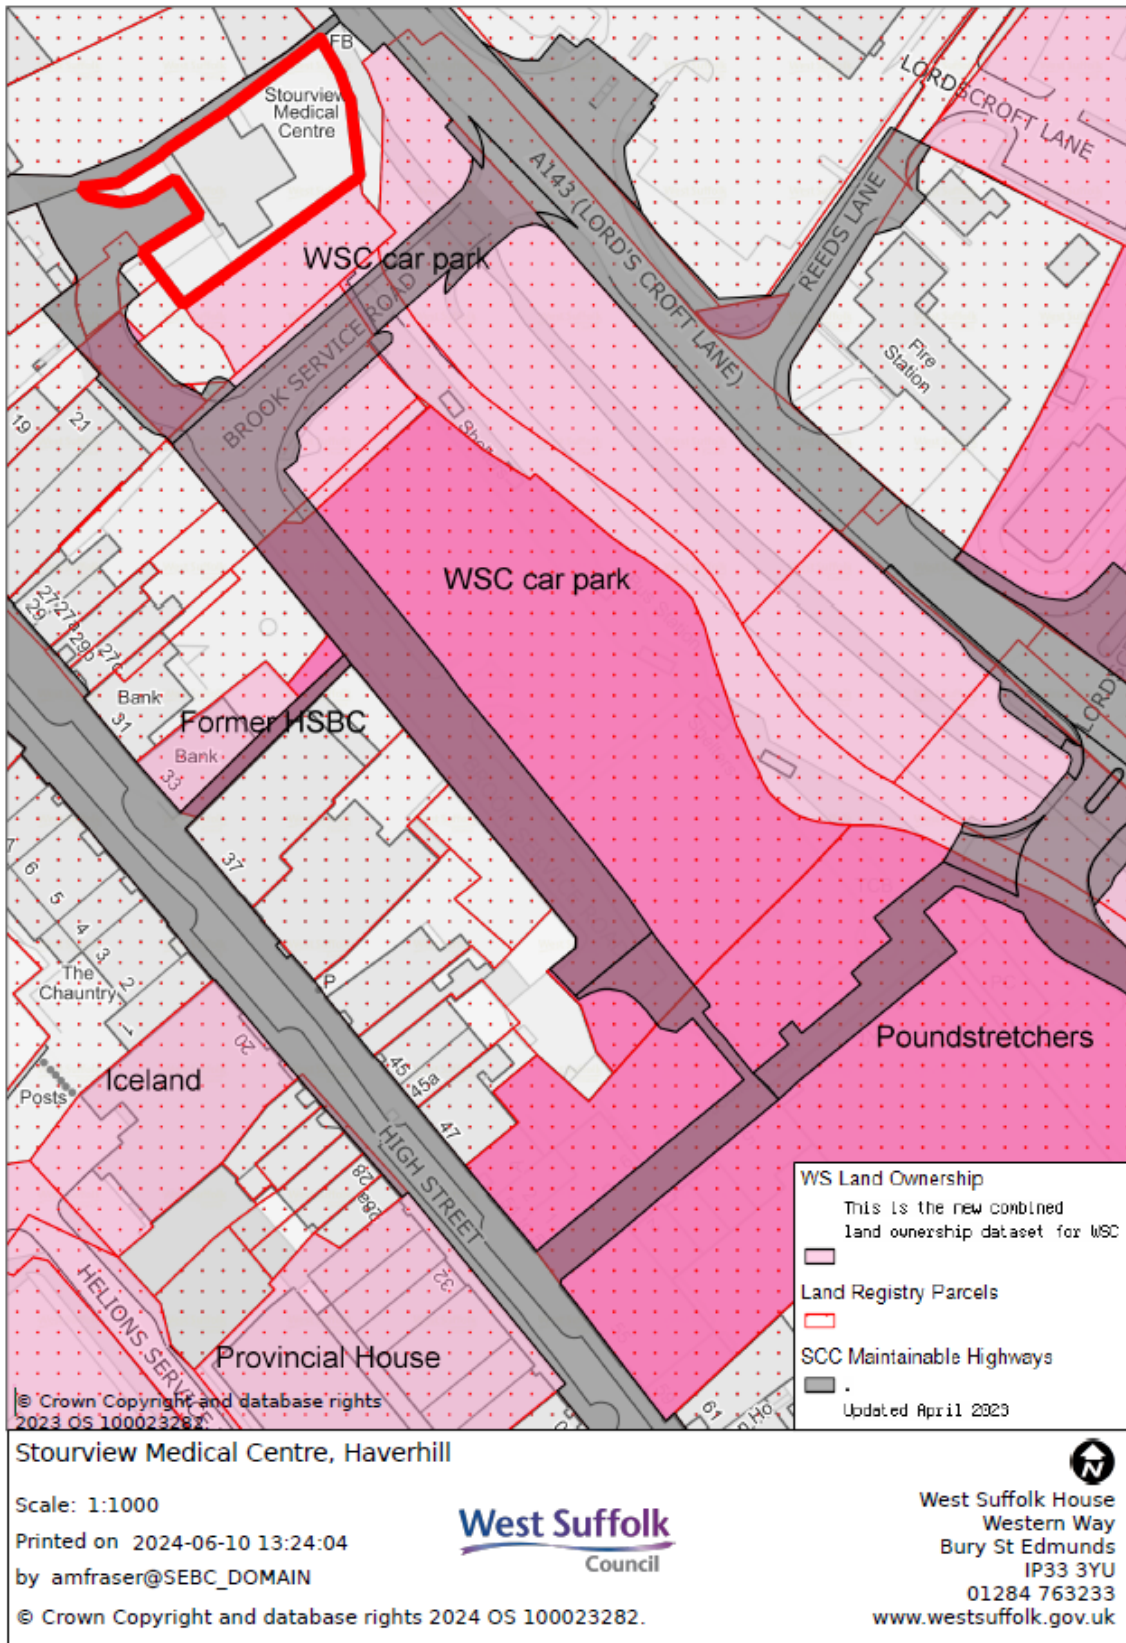 FB
Stourview
Medical
Centre
LORDSCROFT LANE
A143 (LORD'S CROFT LANE)
REEDS LANE
WSC car park
BROOK SERVICE ROAD
Fire
Station
19
21
WSC car park
27
27a
29
29b
27c
Bank
31
Former HSBC
Bank
33
37
7
6
5
4
3
2
1
The
Chauntry
P
20
Iceland
Posts
45
45a
47
Poundstretchers
HIGH STREET
28
28a
32
HELIONS SERVICE
Provincial House
61
WS Land Ownership
This is the new combined
land ownership dataset for WSC
Land Registry Parcels
SCC Maintainable Highways
.
Updated April 2023
© Crown Copyright and database rights
2023 OS 100023282.
Stourview Medical Centre, Haverhill
Scale: 1:1000
Printed on 2024-06-10 13:24:04
by amfraser@SEBC_DOMAIN
© Crown Copyright and database rights 2024 OS 100023282.
West Suffolk
Council
N
West Suffolk House
Western Way
Bury St Edmunds
IP33 3YU
01284 763233
www.westsuffolk.gov.uk